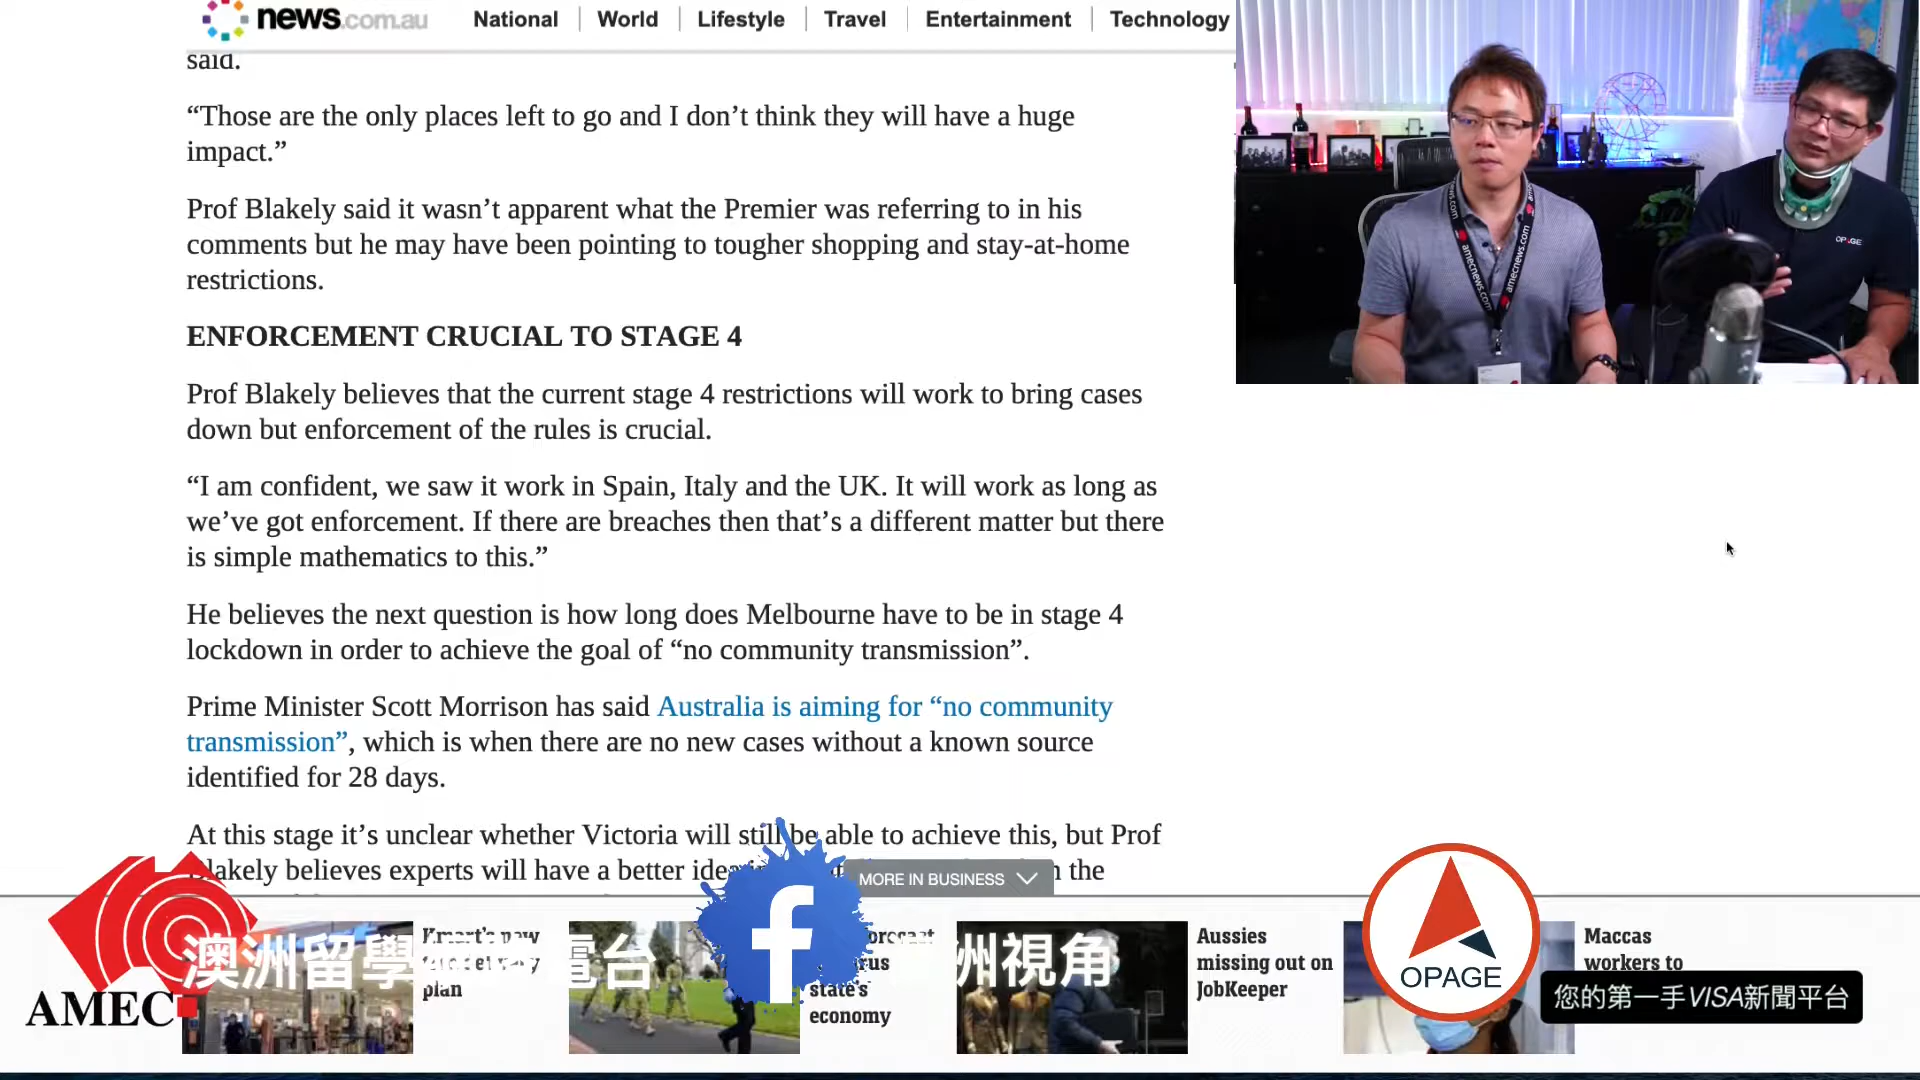 news.com.au
National
World
Lifestyle
Travel
Entertainment
Technology
said.
“Those are the only places left to go and I don’t think they will have a huge
impact.”
Prof Blakely said it wasn’t apparent what the Premier was referring to in his
comments but he may have been pointing to tougher shopping and stay-at-home
restrictions.
ENFORCEMENT CRUCIAL TO STAGE 4
Prof Blakely believes that the current stage 4 restrictions will work to bring cases
down but enforcement of the rules is crucial.
“I am confident, we saw it work in Spain, Italy and the UK. It will work as long as
we’ve got enforcement. If there are breaches then that’s a different matter but there
is simple mathematics to this.”
He believes the next question is how long does Melbourne have to be in stage 4
lockdown in order to achieve the goal of “no community transmission”.
Prime Minister Scott Morrison has said Australia is aiming for “no community
transmission”, which is when there are no new cases without a known source
identified for 28 days.
At this stage it’s unclear whether Victoria will still be able to achieve this, but Prof
Blakely believes experts will have a better the
MORE IN BUSINESS
Kmart’s new
plan
state’s
economy
Aussies
missing out on
JobKeeper
Maccas
workers to
AMEC
澳洲留學 電台
洲視角
OPAGE
您的第一手VISA新聞平台
amecnews.com
amecnews.com